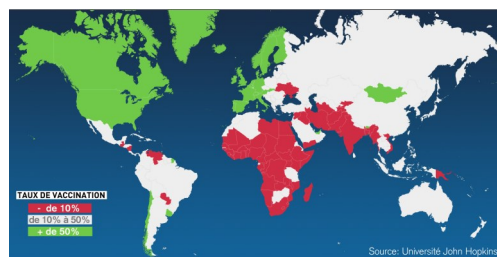 TAUX DE VACCINATION
- de 10%
de 10% à 50%
+ de 50%
Source: Université John Hopkins